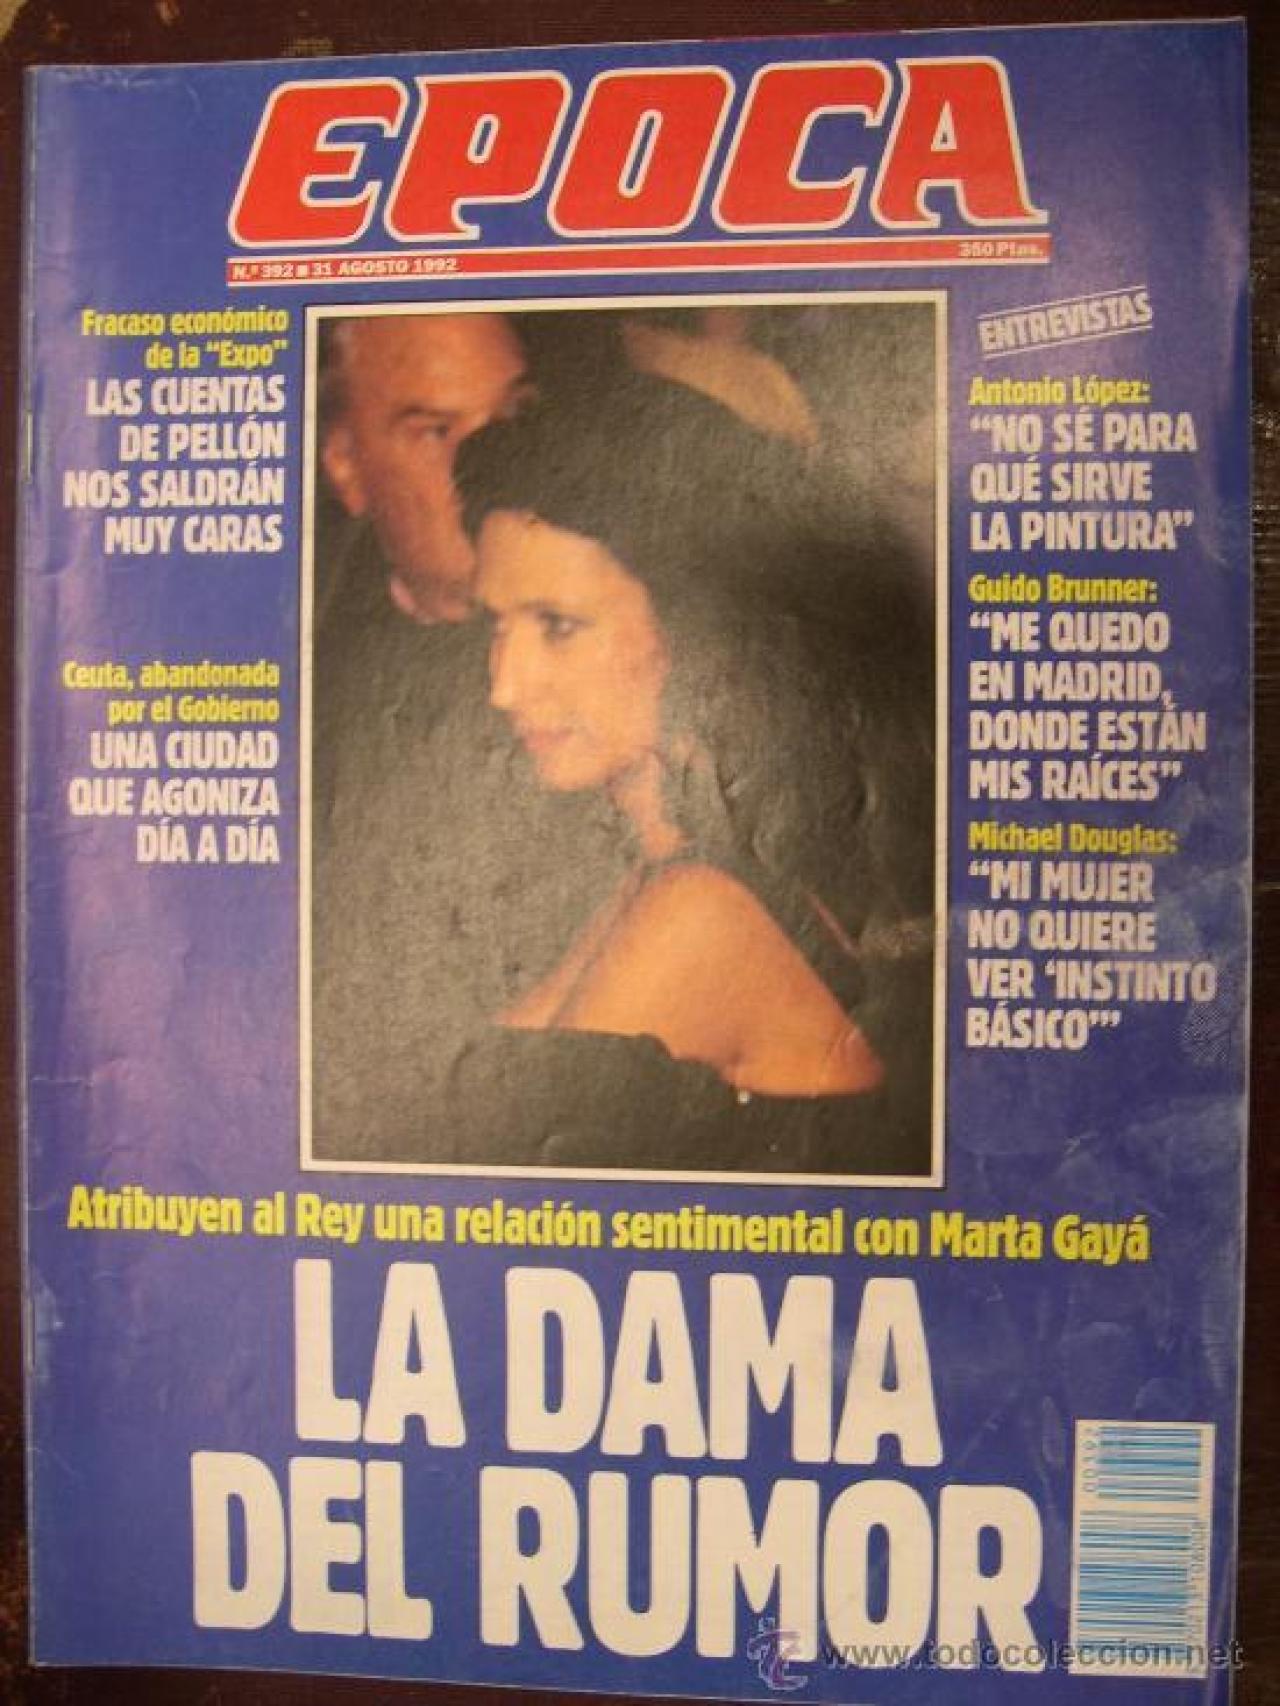 EPOCA
N.º 392 ■ 31 AGOSTO 1992
350 Ptas.
Fracaso económico
de la "Expo"
LAS CUENTAS
DE PELLÓN
NOS SALDRÁN
MUY CARAS
Ceuta, abandonada
por el Gobierno
UNA CIUDAD
QUE AGONIZA
DÍA A DÍA
ENTREVISTAS
Antonio López:
"NO SÉ PARA
QUÉ SIRVE
LA PINTURA"
Guido Brunner:
"ME QUEDO
EN MADRID,
DONDE ESTÁN
MIS RAÍCES"
Michael Douglas:
"MI MUJER
NO QUIERE
VER 'INSTINTO
BÁSICO'"
Atribuyen al Rey una relación sentimental con Marta Gayá
LA DAMA
DEL RUMOR
00392
www.todocoleccion.net